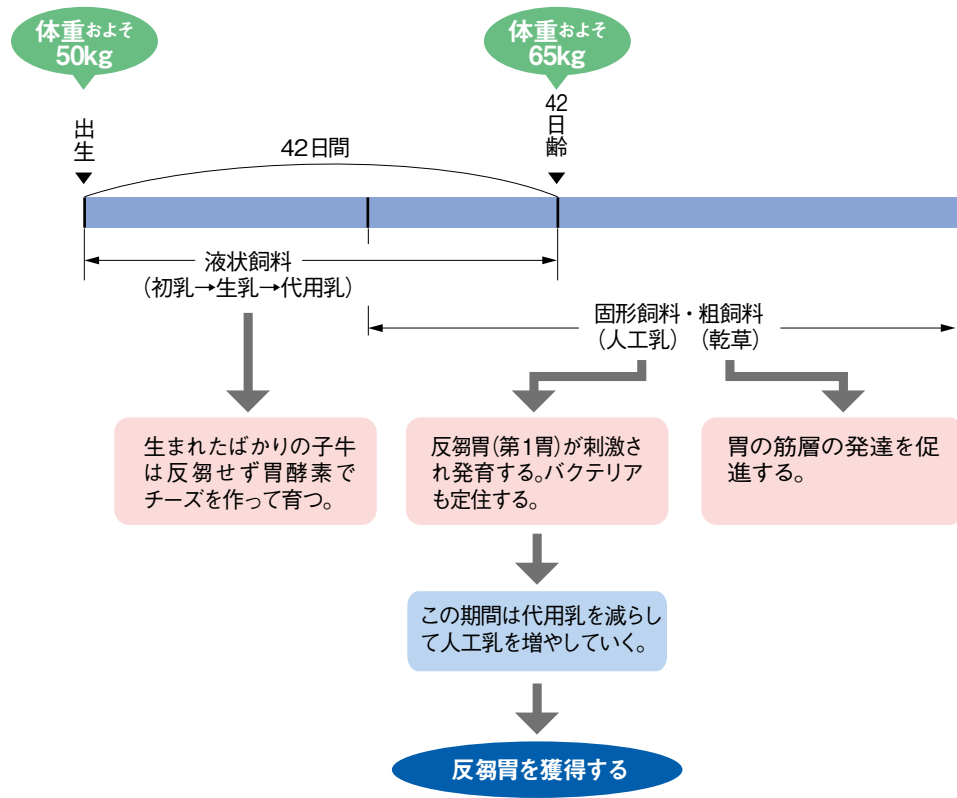 体重およそ
50kg
体重およそ
65kg
出生
42日齢
42日間
液状飼料
（初乳→生乳→代用乳）
固形飼料・粗飼料
（人工乳）（乾草）
生まれたばかりの子牛
は反芻せず胃酵素で
チーズを作って育つ。
反芻胃(第1胃)が刺激さ
れ発育する。バクテリア
も定住する。
胃の筋層の発達を促
進する。
この期間は代用乳を減らし
て人工乳を増やしていく。
反芻胃を獲得する